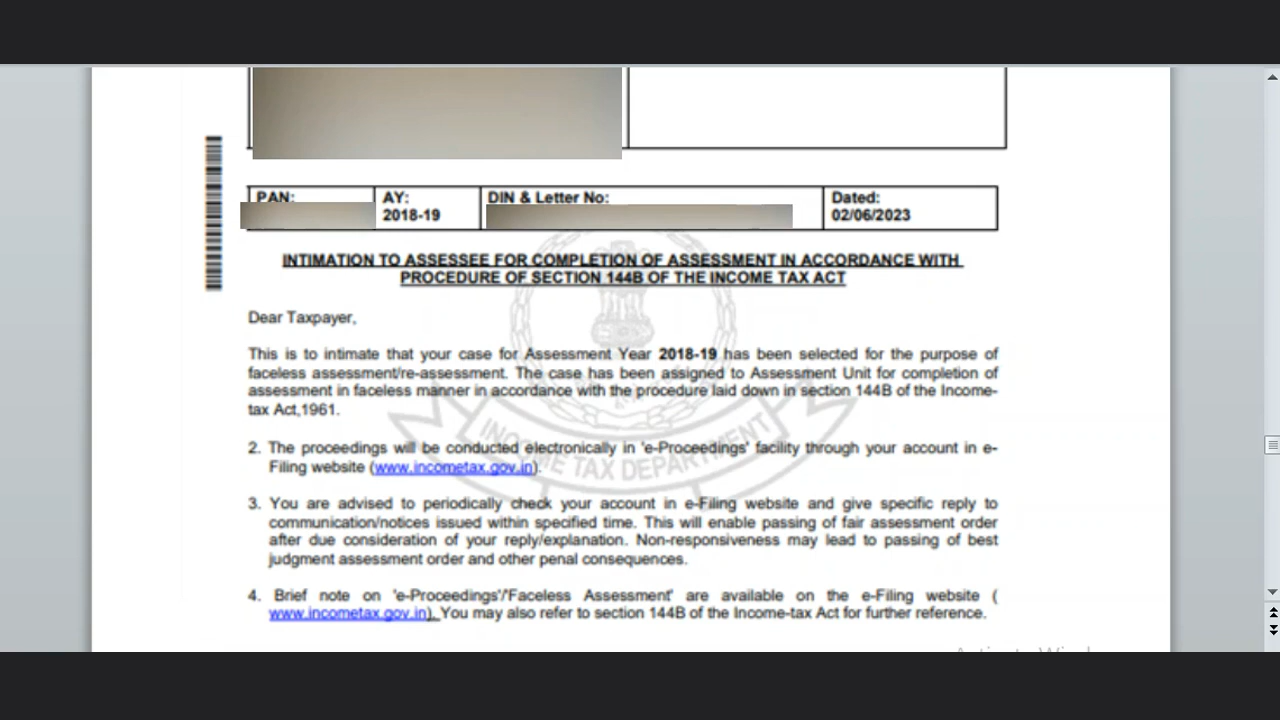 PAN:
AY:
DIN & Letter No:
Dated:
2018-19
02/06/2023
INTIMATION TO ASSESSEE FOR COMPLETION OF ASSESSMENT IN ACCORDANCE WITH
PROCEDURE OF SECTION 144B OF THE INCOME TAX ACT
Dear Taxpayer,
This is to intimate that your case for Assessment Year 2018-19 has been selected for the purpose of
faceless assessment/re-assessment. The case has been assigned to Assessment Unit for completion of
assessment in faceless manner in accordance with the procedure laid down in section 144B of the Income-
tax Act,1961.
2. The proceedings will be conducted electronically in 'e-Proceedings' facility through your account in e-
Filing website (www.incometax.gov.in).
3. You are advised to periodically check your account in e-Filing website and give specific reply to
communication/notices issued within specified time. This will enable passing of fair assessment order
after due consideration of your reply/explanation. Non-responsiveness may lead to passing of best
judgment assessment order and other penal consequences.
4. Brief note on 'e-Proceedings'/'Faceless Assessment' are available on the e-Filing website (
www.incometax.gov.in). You may also refer to section 144B of the Income-tax Act for further reference.
INCOME TAX DEPARTMENT